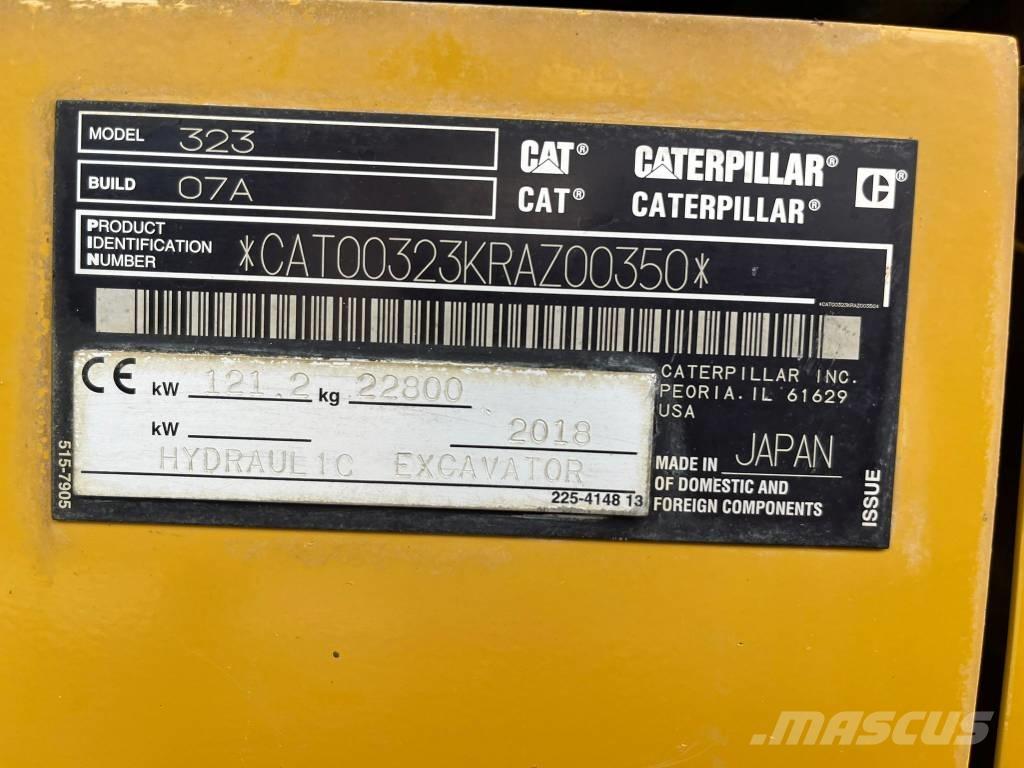 MODEL 323
BUILD 07A
CAT® CATERPILLAR® C®
CAT® CATERPILLAR®
PRODUCT
IDENTIFICATION
NUMBER
*CAT00323KRAZ00350*
*CAT00323KRAZ00350*
CE kW 121.2 kg 22800
kW 2018
HYDRAUL1C EXCAVATOR
225-4148 13
515-7905
CATERPILLAR INC.
PEORIA. IL 61629
USA
MADE IN JAPAN
OF DOMESTIC AND
FOREIGN COMPONENTS
ISSUE
MASCUS